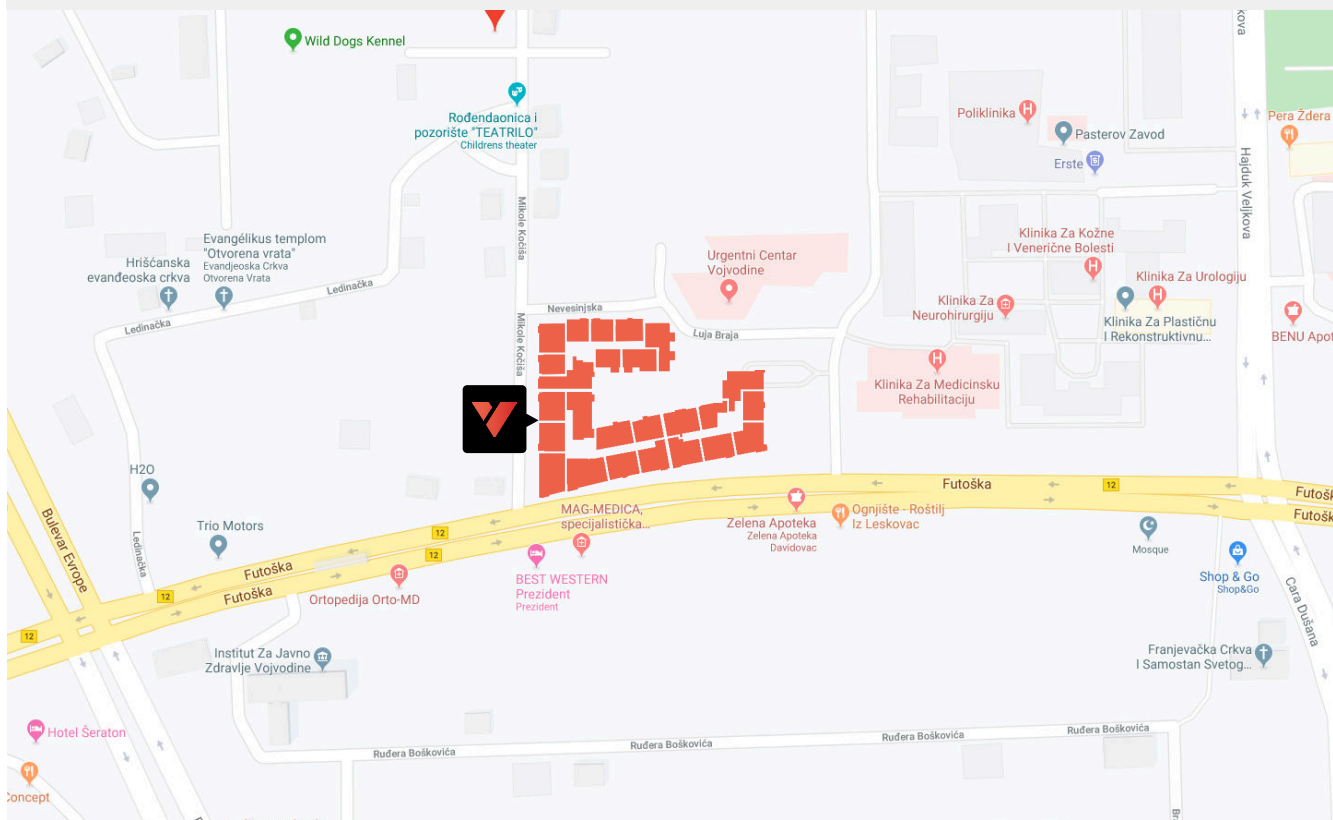 Wild Dogs Kennel
Rođendaonica i
pozorište "TEATRILO"
Childrens theater
Poliklinika
Pasterov Zavod
Erste
Pera Ždera
kova
Hajduk Veljkova
Mikole Kočiša
Evangélikus templom
"Otvorena vrata"
Evandjeoska Crkva
Otvorena Vrata
Hrišćanska
evanđeoska crkva
Ledinačka
Ledinačka
Nevesinjska
Urgentni Centar
Vojvodine
Luja Braja
Mikole Kočiša
Klinika Za Kožne
I Venerične Bolesti
Klinika Za Urologiju
Klinika Za
Neurohirurgiju
Klinika Za Plastičnu
I Rekonstruktivnu...
BENU Apot
Klinika Za Medicinsku
Rehabilitaciju
H2O
Trio Motors
Ledinačka
Bulevar Evrope
MAG-MEDICA,
specijalistička...
Zelena Apoteka
Zelena Apoteka
Davidovac
Ognjište - Roštilj
Iz Leskovac
Futoška
12
Futošk
Futošk
Mosque
Shop & Go
Shop&Go
12
12
Futoška
Futoška
12
12
BEST WESTERN
Prezident
Prezident
Ortopedija Orto-MD
Cara Dušana
Institut Za Javno
Zdravlje Vojvodine
Franjevačka Crkva
I Samostan Svetog...
Hotel Šeraton
Concept
Ruđera Boškovića
Ruđera Boškovića
Ruđera Boškovića
Ruđera Boškovića